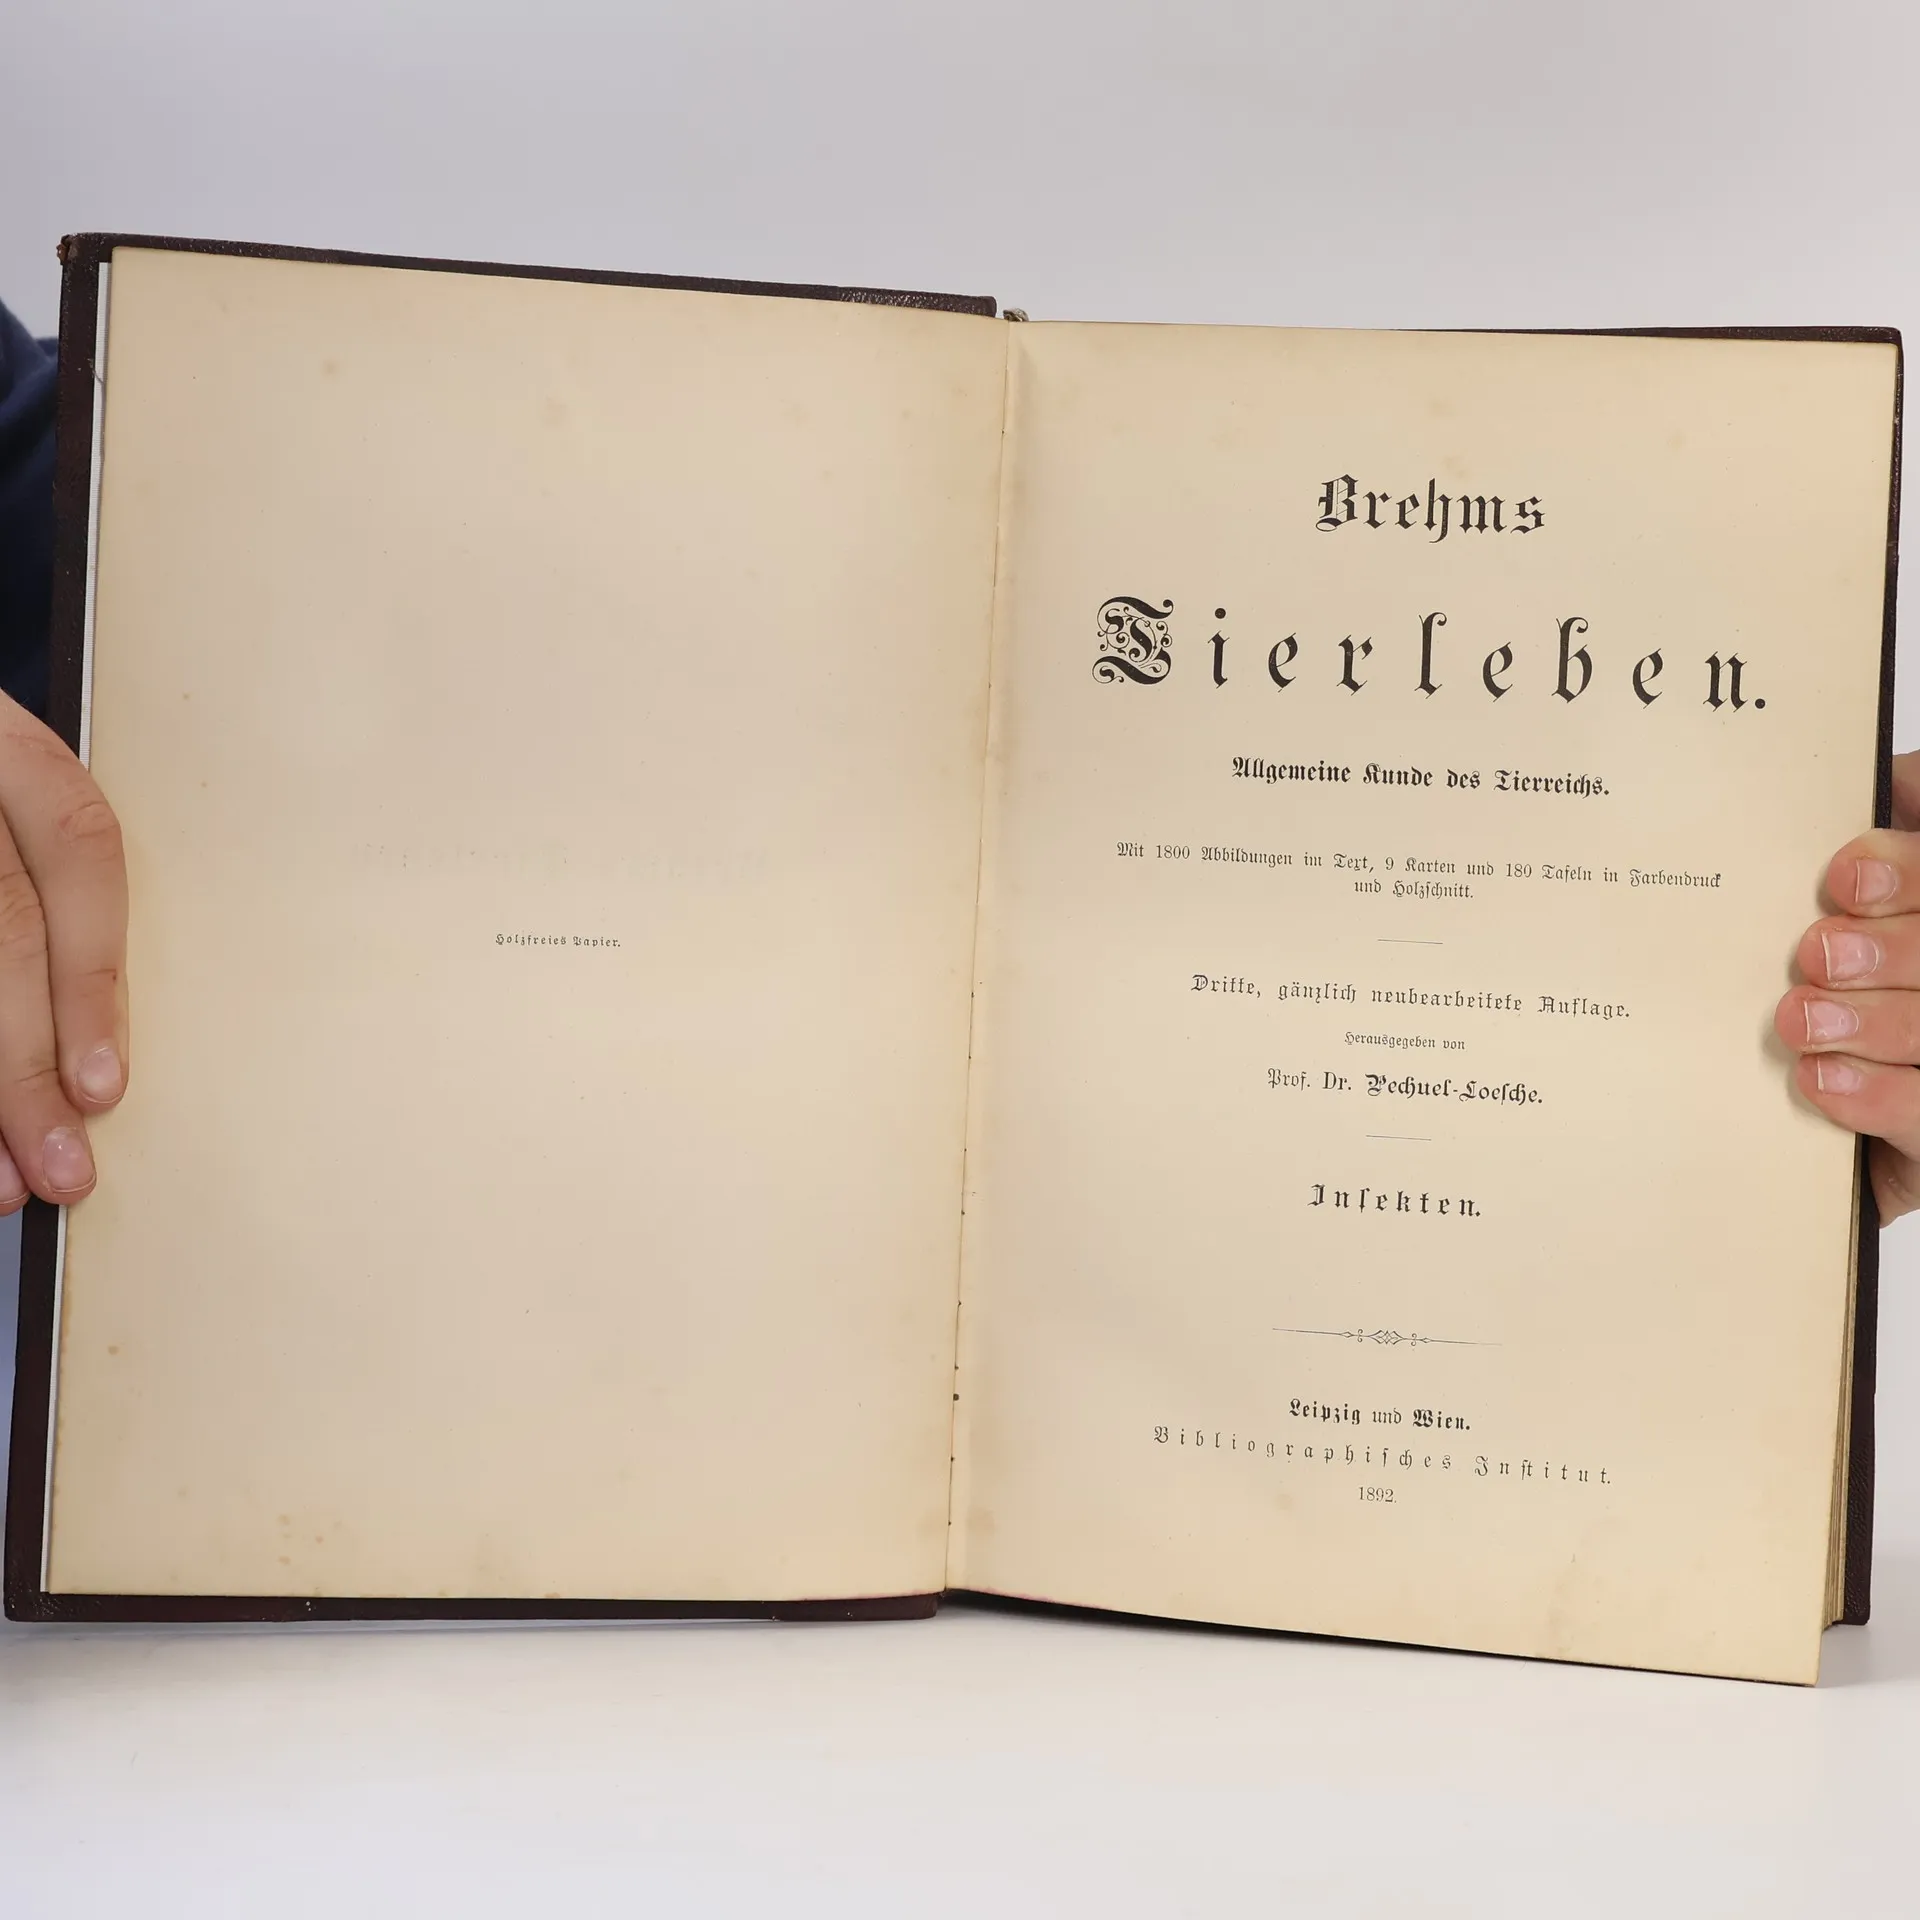 Holzfreies Papier.
Brehms
Tierleben.
Allgemeine Kunde des Tierreichs.
Mit 1800 Abbildungen im Text, 9 Karten und 180 Tafeln in Farbendruck
und Holzſchnitt.
Dritte, gänzlich neubearbeitete Auflage.
Herausgegeben von
Prof. Dr. Pechuel-Loeſche.
Inſekten.
Leipzig und Wien.
Bibliographiſches Inſtitut.
1892.